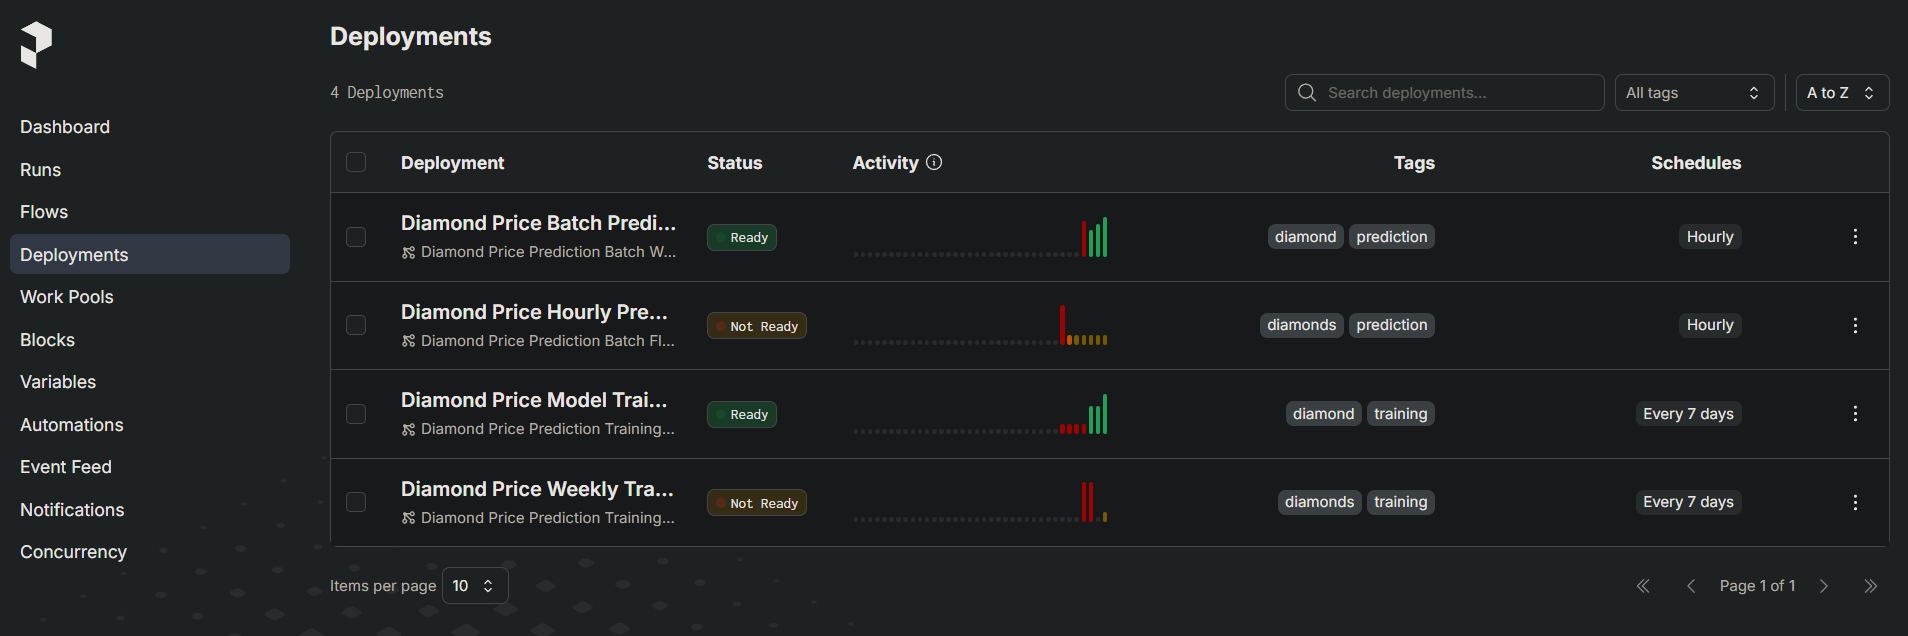 Deployments
4 Deployments
Search deployments...
All tags
A to Z
Dashboard
Runs
Flows
Deployments
Work Pools
Blocks
Variables
Automations
Event Feed
Notifications
Concurrency
Deployment Status Activity Tags Schedules
Diamond Price Batch Predi...
Diamond Price Prediction Batch W...
Ready
diamond prediction
Hourly
Diamond Price Hourly Pre...
Diamond Price Prediction Batch Fl...
Not Ready
diamonds prediction
Hourly
Diamond Price Model Trai...
Diamond Price Prediction Training...
Ready
diamond training
Every 7 days
Diamond Price Weekly Tra...
Diamond Price Prediction Training...
Not Ready
diamonds training
Every 7 days
Items per page 10
Page 1 of 1